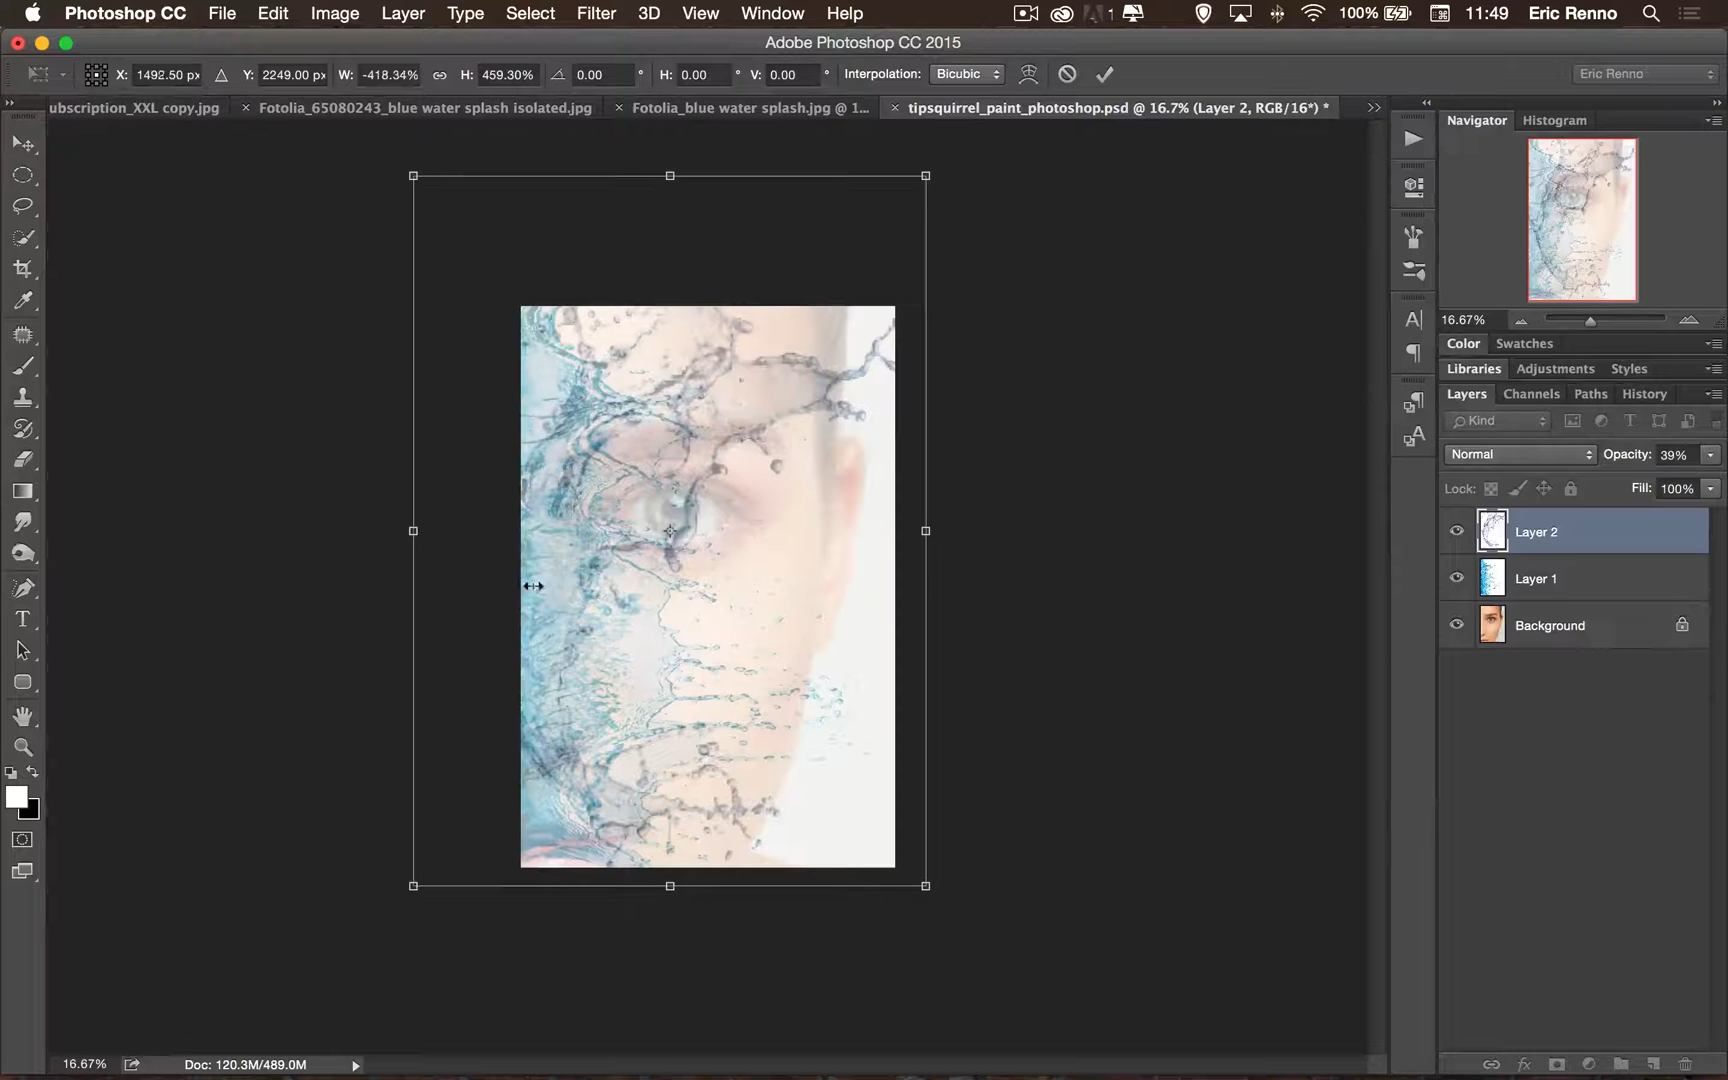 Photoshop CC File Edit Image Layer Type Select Filter 3D View Window Help 1 100% 11:49 Eric Renno
Adobe Photoshop CC 2015
X: 1492.50 px Y: 2249.00 px W: -418.34% H: 459.30% 0.00 ° H: 0.00 ° V: 0.00 ° Interpolation: Bicubic Eric Renno
ubscription_XXL copy.jpg × Fotolia_65080243_blue water splash isolated.jpg × Fotolia_blue water splash.jpg @ 1... × tipsquirrel_paint_photoshop.psd @ 16.7% (Layer 2, RGB/16*) *
Navigator Histogram
16.67%
Color Swatches
Libraries Adjustments Styles
Layers Channels Paths History
Kind
Normal Opacity: 39%
Lock: Fill: 100%
Layer 2
Layer 1
Background
16.67% Doc: 120.3M/489.0M